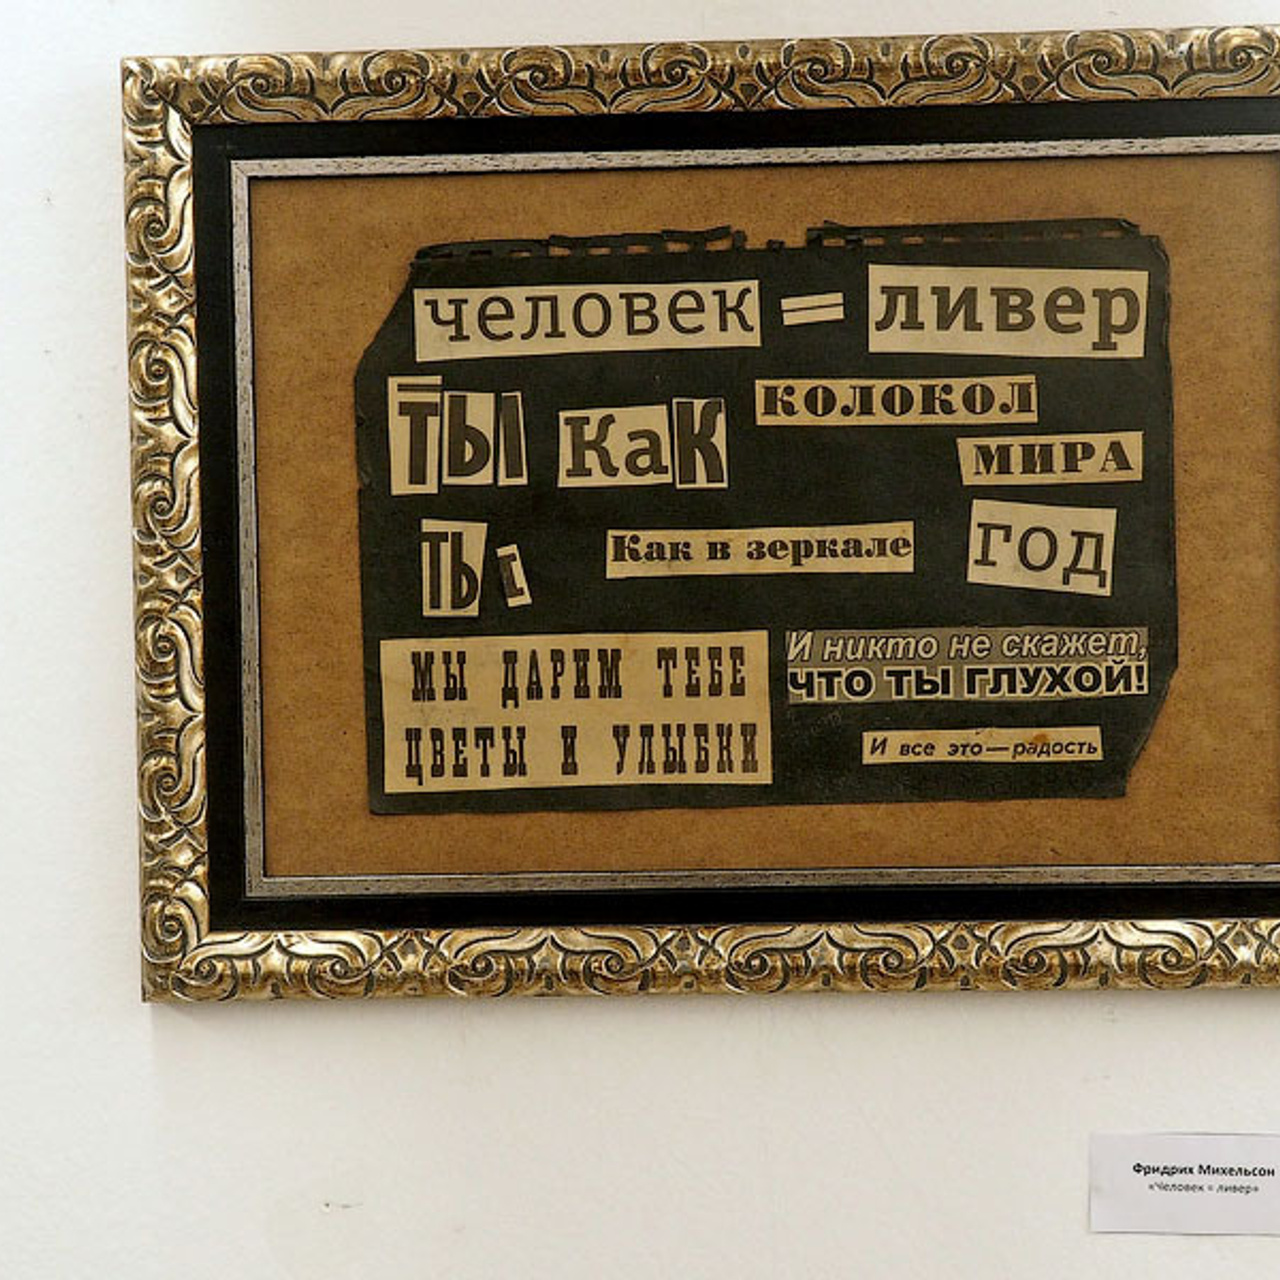 человек = ливер
ТЫ КаК КОЛОКОЛ
МИРА
ТЫ Как в зеркале ГОД
МЫ ДАРИМ ТЕБЕ
ЦВЕТЫ И УЛЫБКИ
И никто не скажет,
ЧТО ТЫ ГЛУХОЙ!
И все это — радость
Фридрих Михельсон
«Человек = ливер»